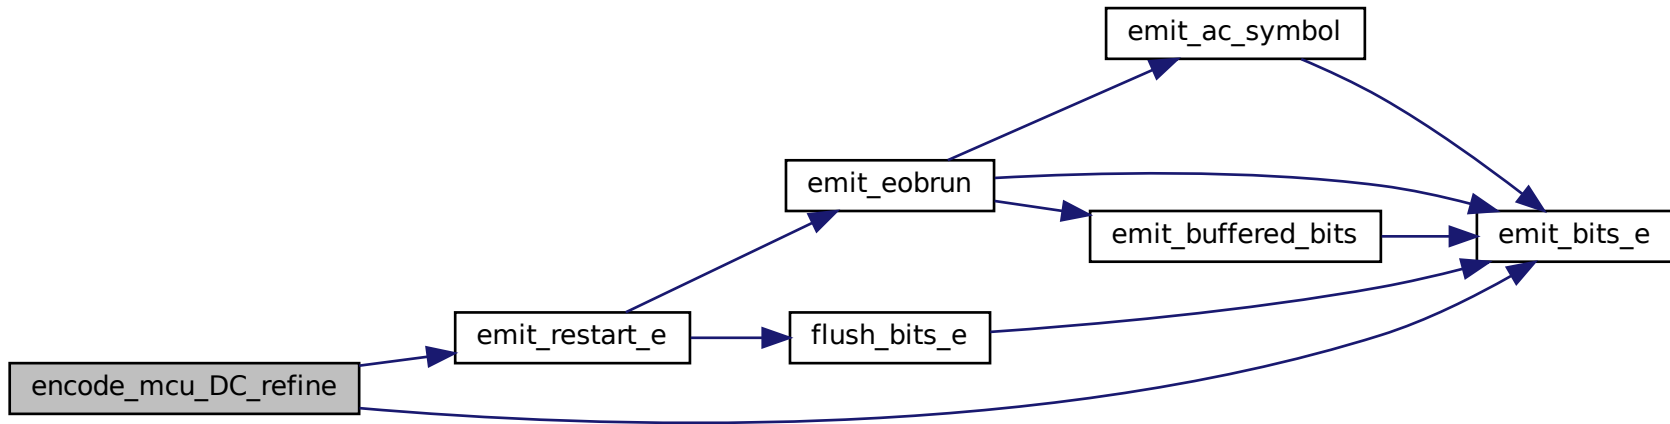 emit_ac_symbol
emit_eobrun
emit_buffered_bits
emit_bits_e
emit_restart_e
flush_bits_e
encode_mcu_DC_refine